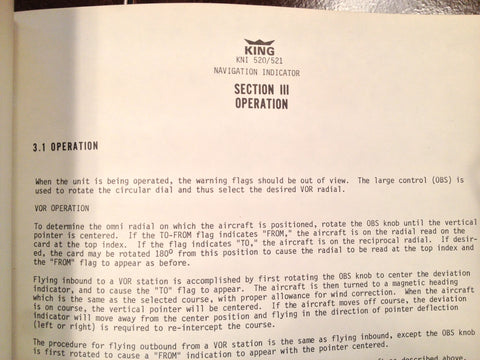 KING
KNI 520/521
NAVIGATION INDICATOR
SECTION III
OPERATION
3.1 OPERATION
When the unit is being operated, the warning flags should be out of view. The large control (OBS) is
used to rotate the circular dial and thus select the desired VOR radial.
VOR OPERATION
To determine the omni radial on which the aircraft is positioned, rotate the OBS knob until the vertical
pointer is centered. If the TO-FROM flag indicates "FROM," the aircraft is on the radial read on the
card at the top index. If the flag indicates "TO," the aircraft is on the reciprocal radial. If desir-
ed, the card may be rotated 180° from this position to cause the radial to be read at the top index and
the "FROM" flag to appear as before.
Flying inbound to a VOR station is accomplished by first rotating the OBS knob to center the deviation
indicator, and to cause the "TO" flag to appear. The aircraft is then turned to a magnetic heading
which is the same as the selected course, with proper allowance for wind correction. When the aircraft
is on course, the vertical pointer will be centered. If the aircraft moves off course, the deviation
indicator will move away from the center position and flying in the direction of pointer deflection
(left or right) is required to re-intercept the course.
The procedure for flying outbound from a VOR station is the same as flying inbound, except the OBS knob
is first rotated to cause a "FROM" indication to appear with the pointer centered.
described above.